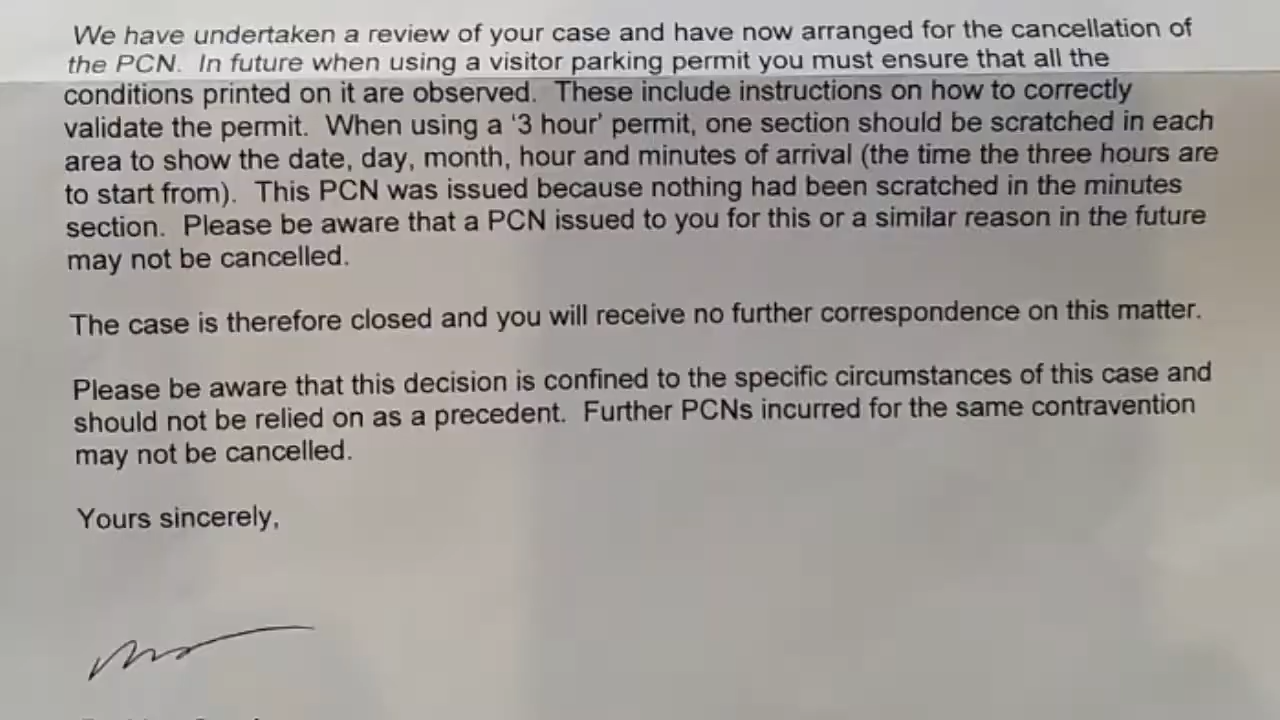 We have undertaken a review of your case and have now arranged for the cancellation of
the PCN.  In future when using a visitor parking permit you must ensure that all the
conditions printed on it are observed.  These include instructions on how to correctly
validate the permit.  When using a ‘3 hour’ permit, one section should be scratched in each
area to show the date, day, month, hour and minutes of arrival (the time the three hours are
to start from).  This PCN was issued because nothing had been scratched in the minutes
section.  Please be aware that a PCN issued to you for this or a similar reason in the future
may not be cancelled.
The case is therefore closed and you will receive no further correspondence on this matter.
Please be aware that this decision is confined to the specific circumstances of this case and
should not be relied on as a precedent.  Further PCNs incurred for the same contravention
may not be cancelled.
Yours sincerely,